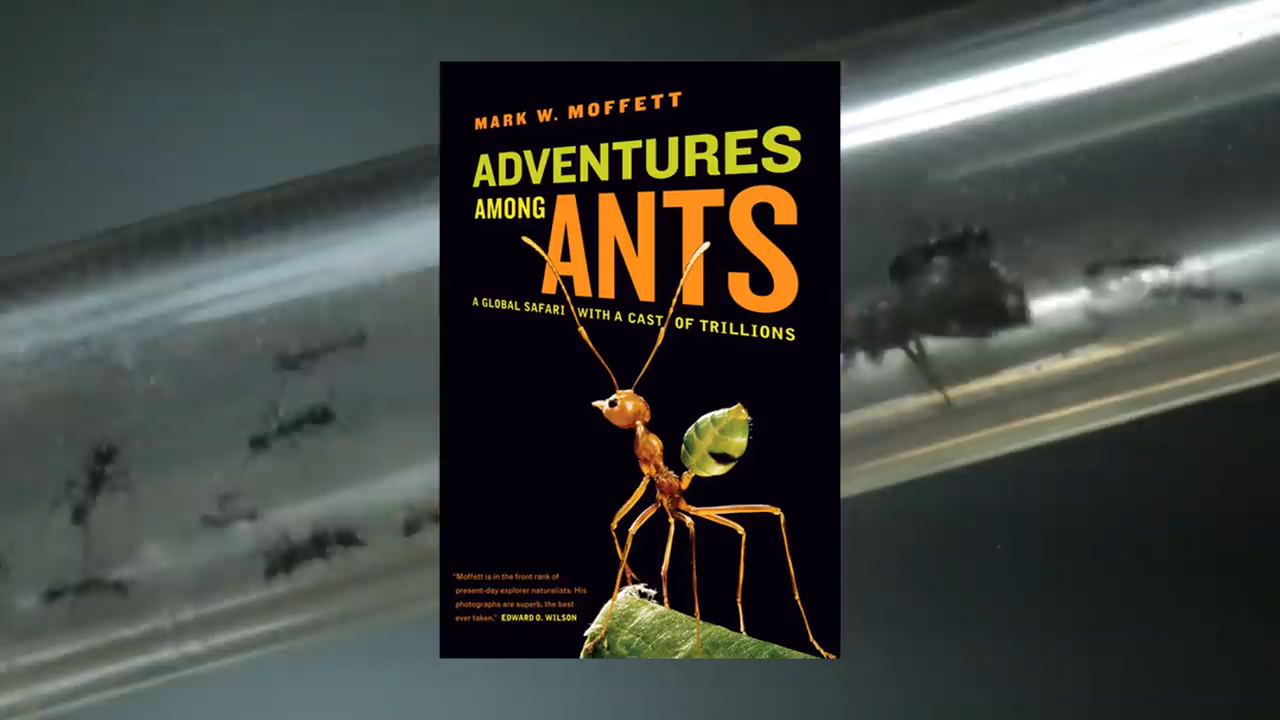 MARK W. MOFFETT
ADVENTURES
AMONG ANTS
A GLOBAL SAFARI WITH A CAST OF TRILLIONS
"Moffett is in the front rank of
present-day explorer naturalists. His
photographs are superb, the best
ever taken." EDWARD O. WILSON